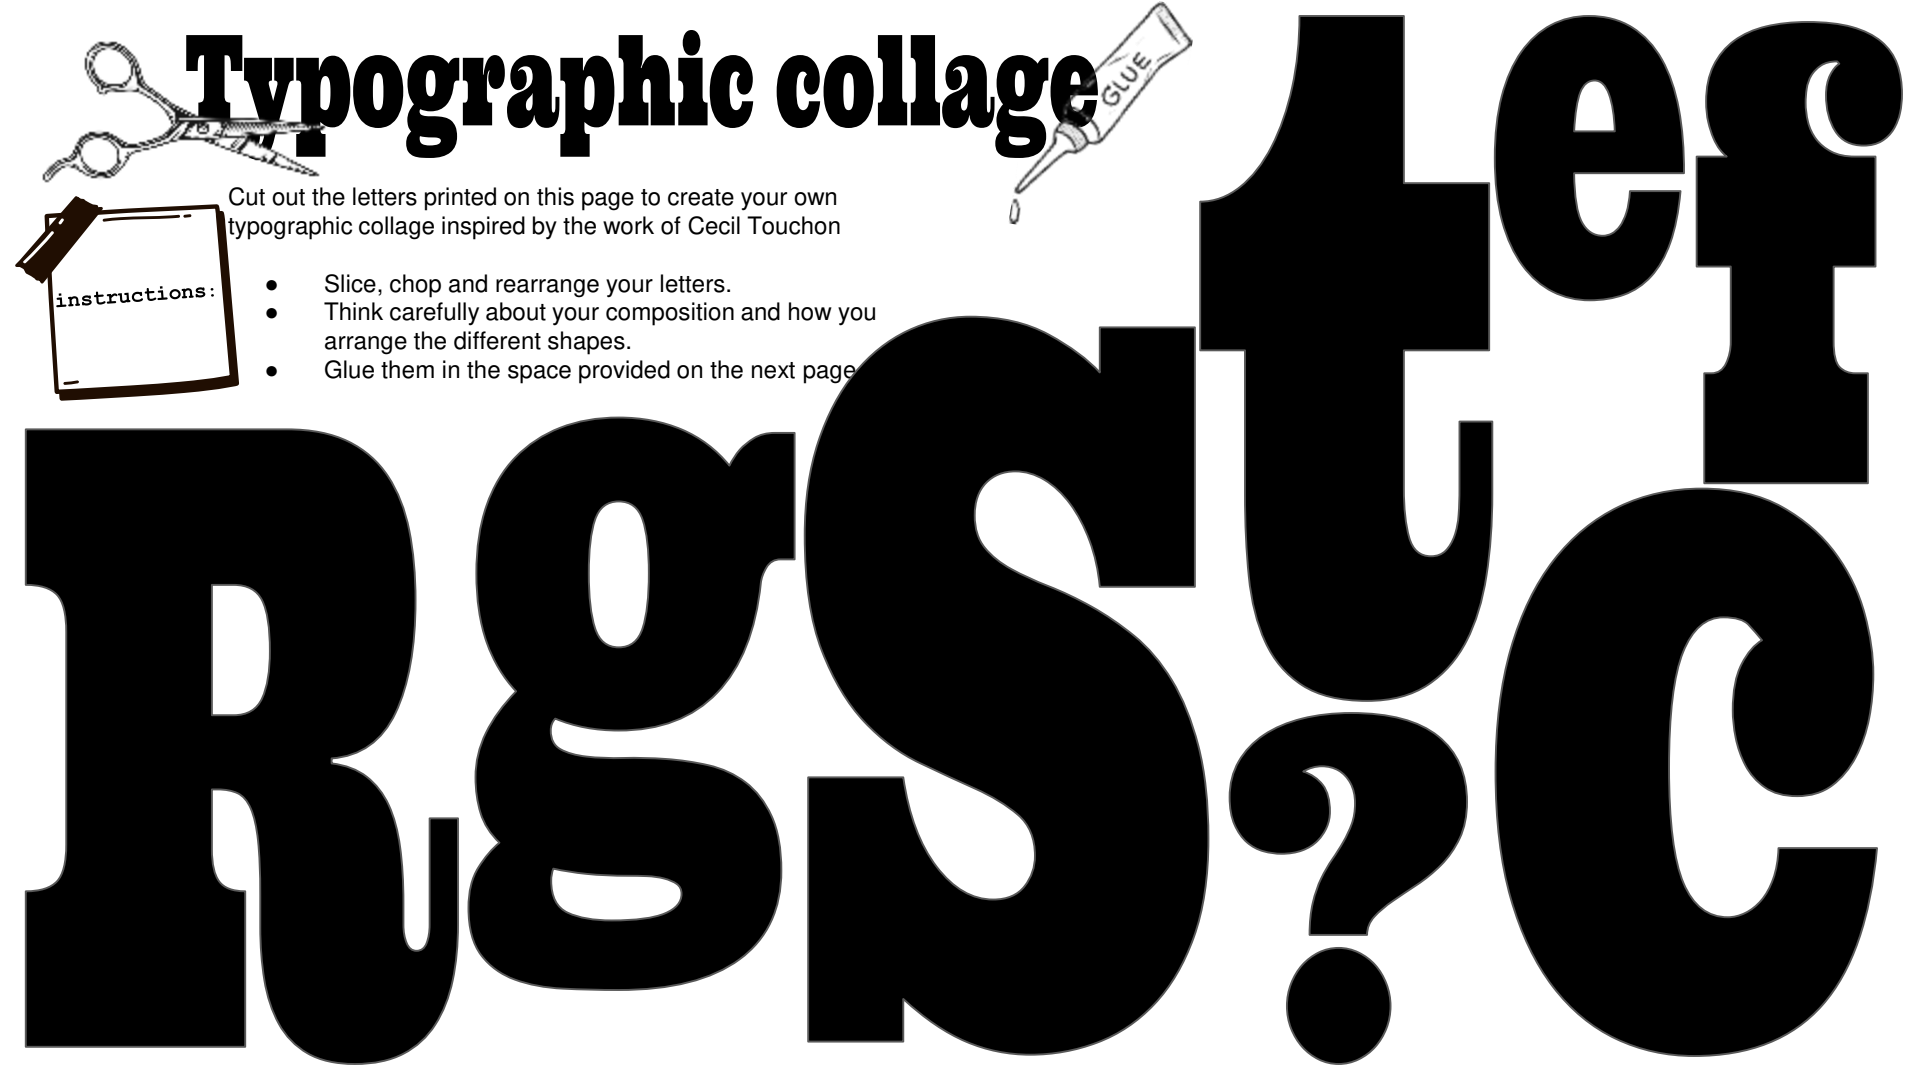 Typographic collage
GLUE
Cut out the letters printed on this page to create your own
typographic collage inspired by the work of Cecil Touchon
instructions:
● Slice, chop and rearrange your letters.
● Think carefully about your composition and how you
arrange the different shapes.
● Glue them in the space provided on the next page
t e f
R g S ? C